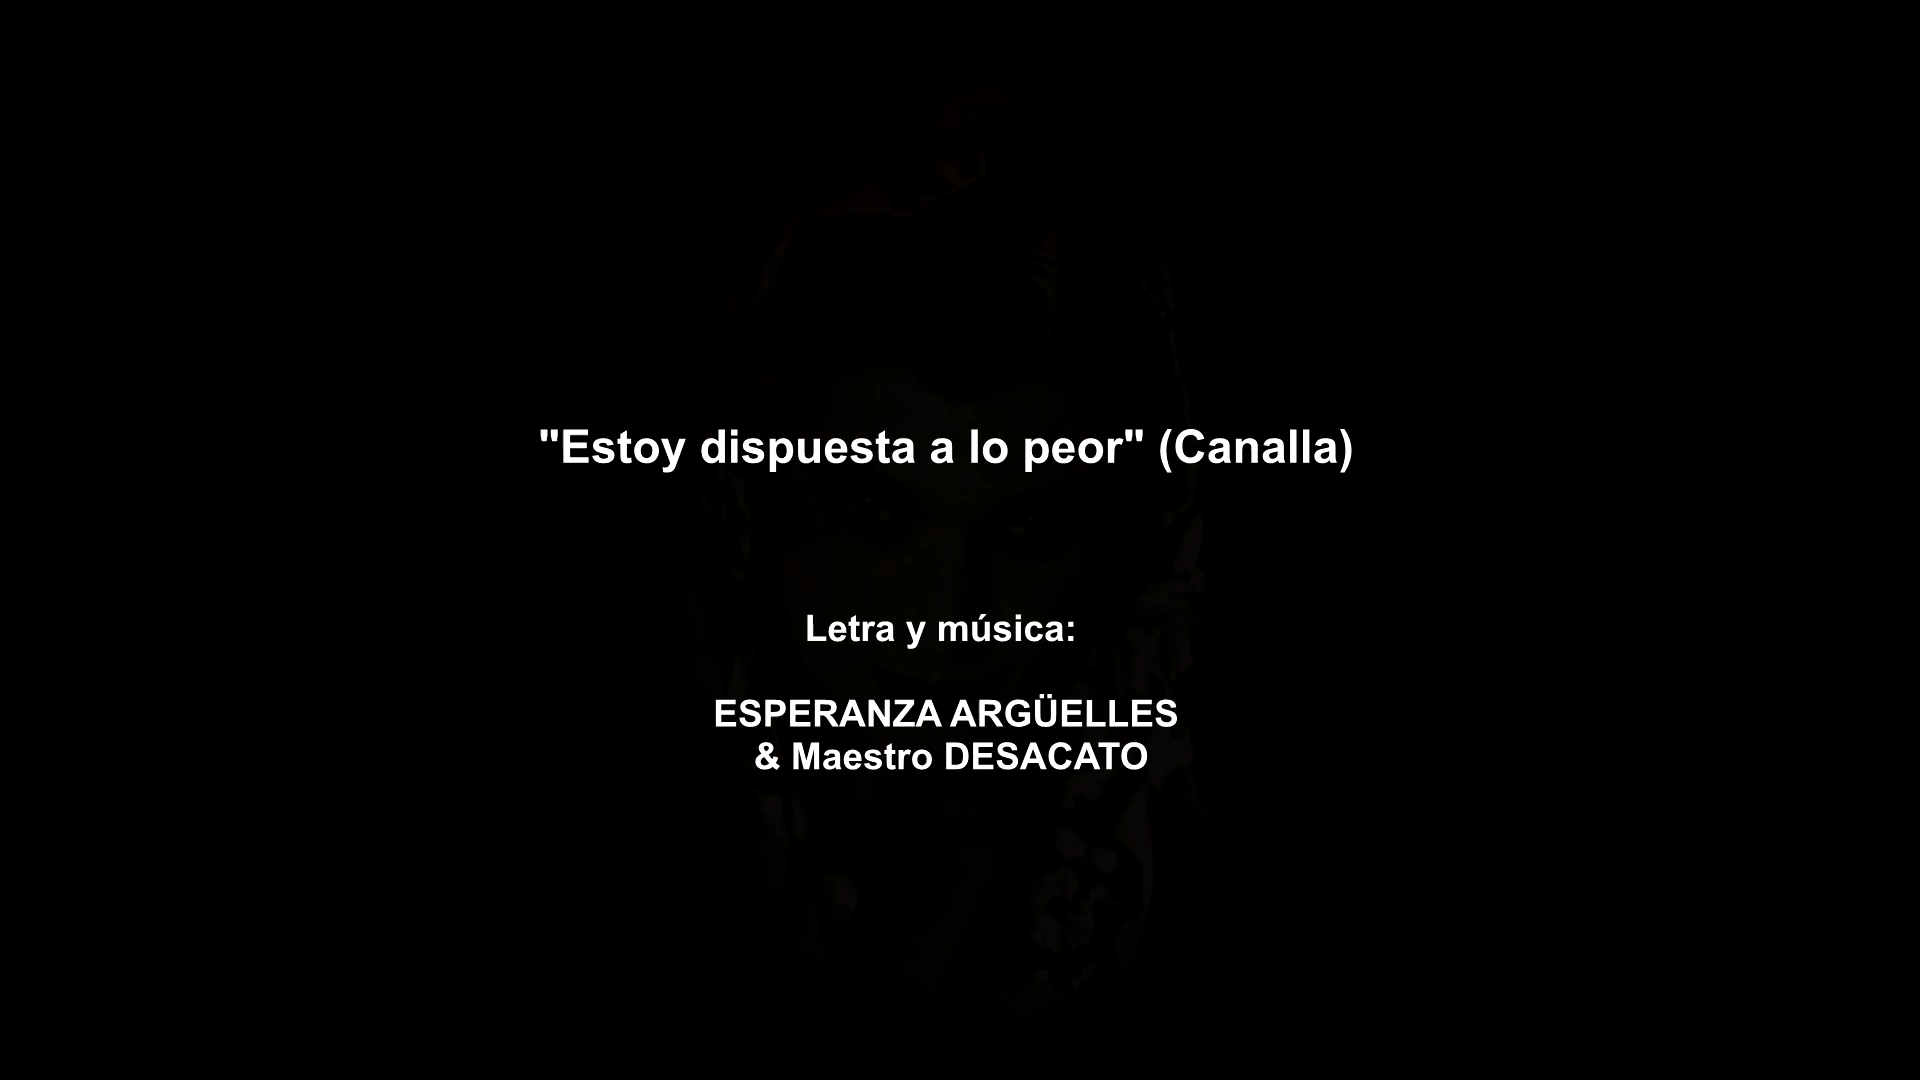 "Estoy dispuesta a lo peor" (Canalla)
Letra y música:
ESPERANZA ARGÜELLES
& Maestro DESACATO